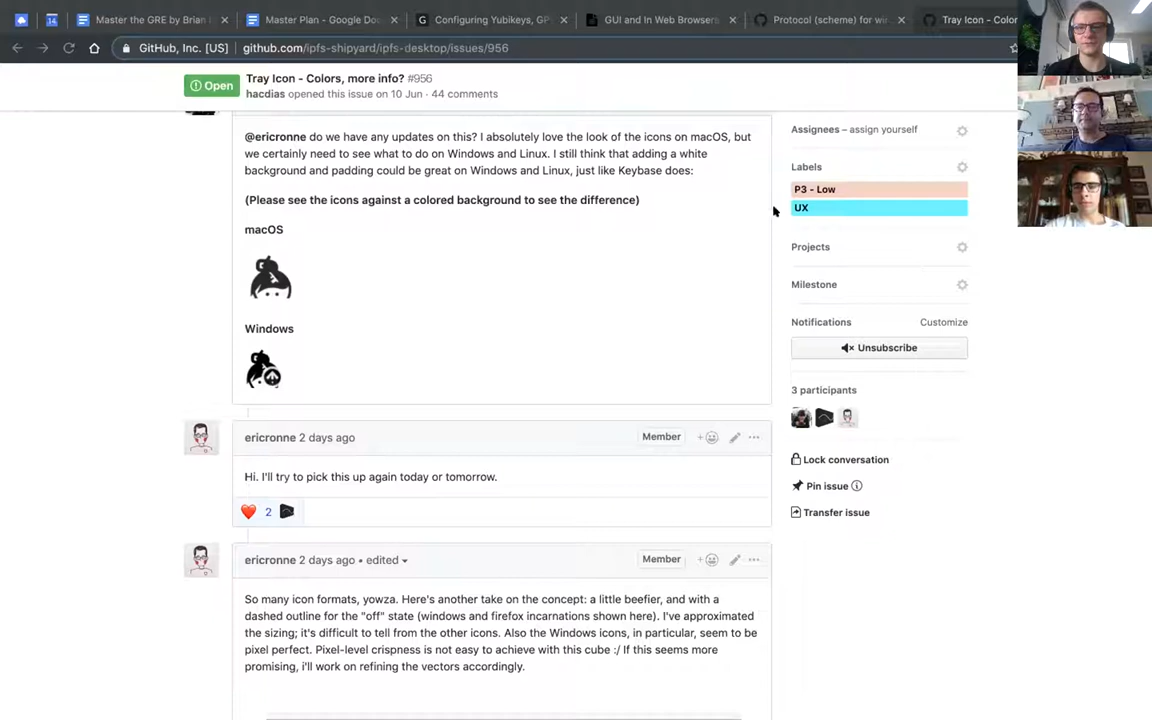 Master the GRE by Brian
Master Plan - Google Do
Configuring Yubikeys, GP
GUI and In Web Browsers
Protocol (scheme) for wi
Tray Icon - Colo
GitHub, Inc. [US]
github.com/ipfs-shipyard/ipfs-desktop/issues/956
Open
Tray Icon - Colors, more info? #956
hacdias opened this issue on 10 Jun · 44 comments
@ericronne do we have any updates on this? I absolutely love the look of the icons on macOS, but
we certainly need to see what to do on Windows and Linux. I still think that adding a white
background and padding could be great on Windows and Linux, just like Keybase does:
(Please see the icons against a colored background to see the difference)
macOS
Windows
ericronne 2 days ago
Member
Hi. I'll try to pick this up again today or tomorrow.
2
ericronne 2 days ago • edited
Member
So many icon formats, yowza. Here's another take on the concept: a little beefier, and with a
dashed outline for the "off" state (windows and firefox incarnations shown here). I've approximated
the sizing; it's difficult to tell from the other icons. Also the Windows icons, in particular, seem to be
pixel perfect. Pixel-level crispness is not easy to achieve with this cube :/ If this seems more
promising, i'll work on refining the vectors accordingly.
Assignees – assign yourself
Labels
P3 - Low
UX
Projects
Milestone
Notifications
Customize
Unsubscribe
3 participants
Lock conversation
Pin issue
Transfer issue